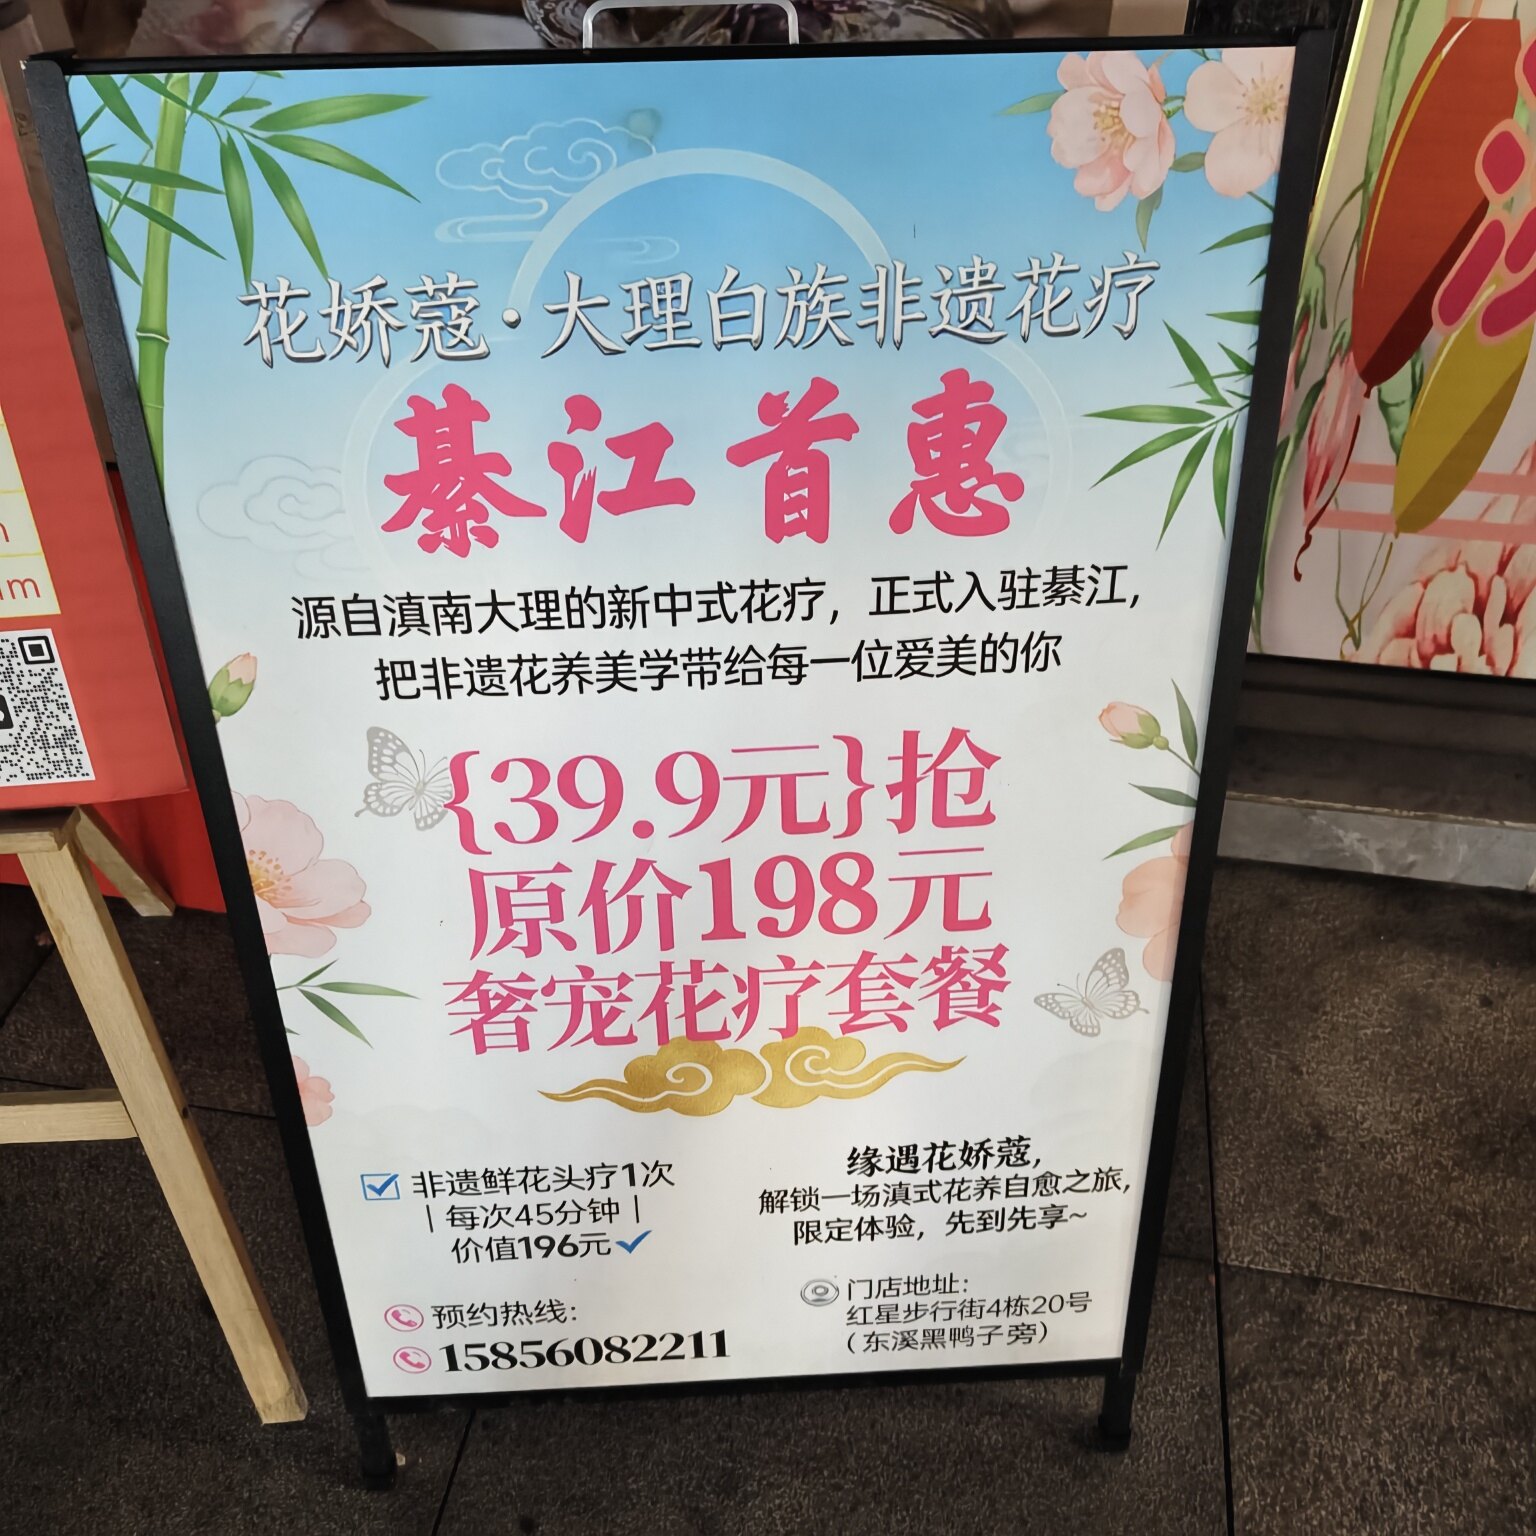 花娇蔻·大理白族非遗花疗
綦江首惠
源自滇南大理的新中式花疗，正式入驻綦江，
把非遗花养美学带给每一位爱美的你
{39.9元}抢
原价198元
奢宠花疗套餐
非遗鲜花头疗1次
｜每次45分钟｜
价值196元
预约热线：
15856082211
缘遇花娇蔻，
解锁一场滇式花养自愈之旅，
限定体验，先到先享~
门店地址：
红星步行街4栋20号
（东溪黑鸭子旁）